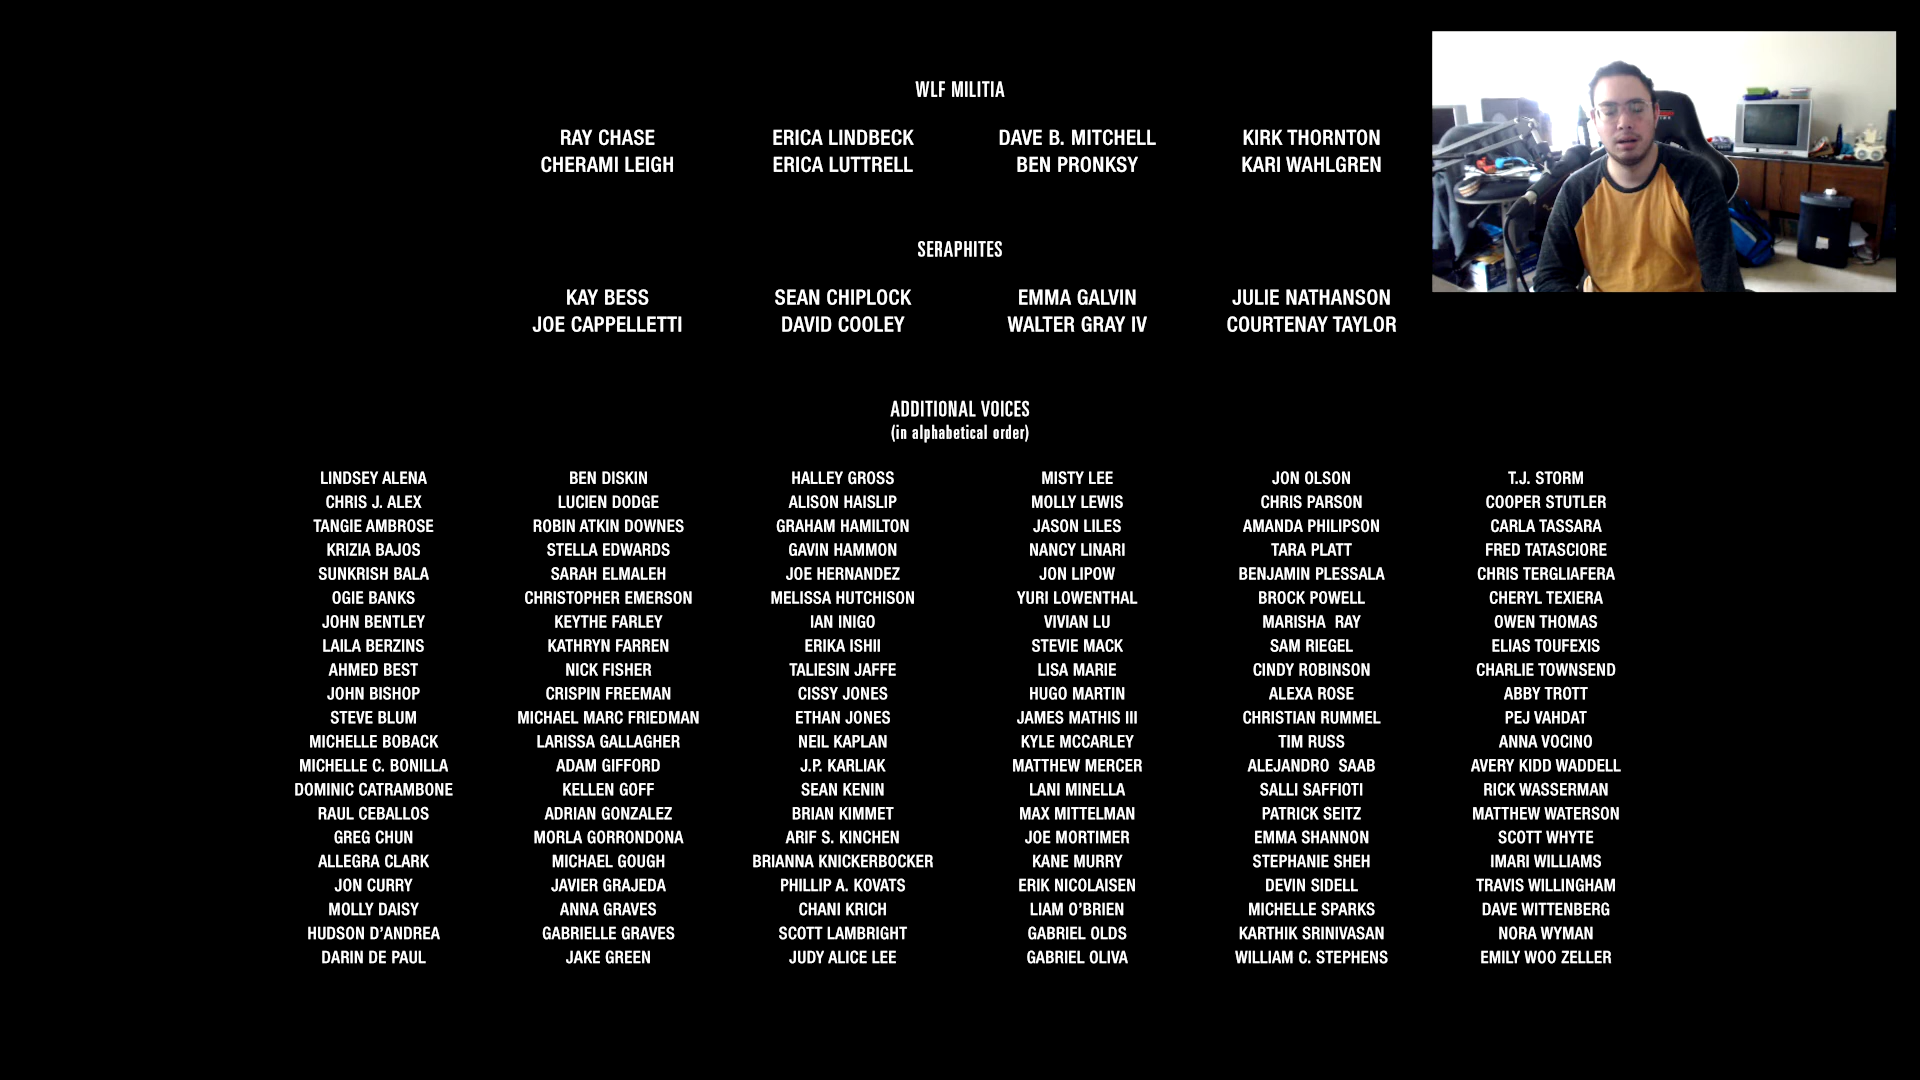 WLF MILITIA
RAY CHASE ERICA LINDBECK DAVE B. MITCHELL KIRK THORNTON
CHERAMI LEIGH ERICA LUTTRELL BEN PRONKSY KARI WAHLGREN
SERAPHITES
KAY BESS SEAN CHIPLOCK EMMA GALVIN JULIE NATHANSON
JOE CAPPELLETTI DAVID COOLEY WALTER GRAY IV COURTENAY TAYLOR
ADDITIONAL VOICES
(in alphabetical order)
LINDSEY ALENA BEN DISKIN HALLEY GROSS MISTY LEE JON OLSON T.J. STORM
CHRIS J. ALEX LUCIEN DODGE ALISON HAISLIP MOLLY LEWIS CHRIS PARSON COOPER STUTLER
TANGIE AMBROSE ROBIN ATKIN DOWNES GRAHAM HAMILTON JASON LILES AMANDA PHILIPSON CARLA TASSARA
KRIZIA BAJOS STELLA EDWARDS GAVIN HAMMON NANCY LINARI TARA PLATT FRED TATASCIORE
SUNKRISH BALA SARAH ELMALEH JOE HERNANDEZ JON LIPOW BENJAMIN PLESSALA CHRIS TERGLIAFERA
OGIE BANKS CHRISTOPHER EMERSON MELISSA HUTCHISON YURI LOWENTHAL BROCK POWELL CHERYL TEXIERA
JOHN BENTLEY KEYTHE FARLEY IAN INIGO VIVIAN LU MARISHA RAY OWEN THOMAS
LAILA BERZINS KATHRYN FARREN ERIKA ISHII STEVIE MACK SAM RIEGEL ELIAS TOUFEXIS
AHMED BEST NICK FISHER TALIESIN JAFFE LISA MARIE CINDY ROBINSON CHARLIE TOWNSEND
JOHN BISHOP CRISPIN FREEMAN CISSY JONES HUGO MARTIN ALEXA ROSE ABBY TROTT
STEVE BLUM MICHAEL MARC FRIEDMAN ETHAN JONES JAMES MATHIS III CHRISTIAN RUMMEL PEJ VAHDAT
MICHELLE BOBACK LARISSA GALLAGHER NEIL KAPLAN KYLE MCCARLEY TIM RUSS ANNA VOCINO
MICHELLE C. BONILLA ADAM GIFFORD J.P. KARLIAK MATTHEW MERCER ALEJANDRO SAAB AVERY KIDD WADDELL
DOMINIC CATRAMBONE KELLEN GOFF SEAN KENIN LANI MINELLA SALLI SAFFIOTI RICK WASSERMAN
RAUL CEBALLOS ADRIAN GONZALEZ BRIAN KIMMET MAX MITTELMAN PATRICK SEITZ MATTHEW WATERSON
GREG CHUN MORLA GORRONDONA ARIF S. KINCHEN JOE MORTIMER EMMA SHANNON SCOTT WHYTE
ALLEGRA CLARK MICHAEL GOUGH BRIANNA KNICKERBOCKER KANE MURRY STEPHANIE SHEH IMARI WILLIAMS
JON CURRY JAVIER GRAJEDA PHILLIP A. KOVATS ERIK NICOLAISEN DEVIN SIDELL TRAVIS WILLINGHAM
MOLLY DAISY ANNA GRAVES CHANI KRICH LIAM O'BRIEN MICHELLE SPARKS DAVE WITTENBERG
HUDSON D'ANDREA GABRIELLE GRAVES SCOTT LAMBRIGHT GABRIEL OLDS KARTHIK SRINIVASAN NORA WYMAN
DARIN DE PAUL JAKE GREEN JUDY ALICE LEE GABRIEL OLIVA WILLIAM C. STEPHENS EMILY WOO ZELLER